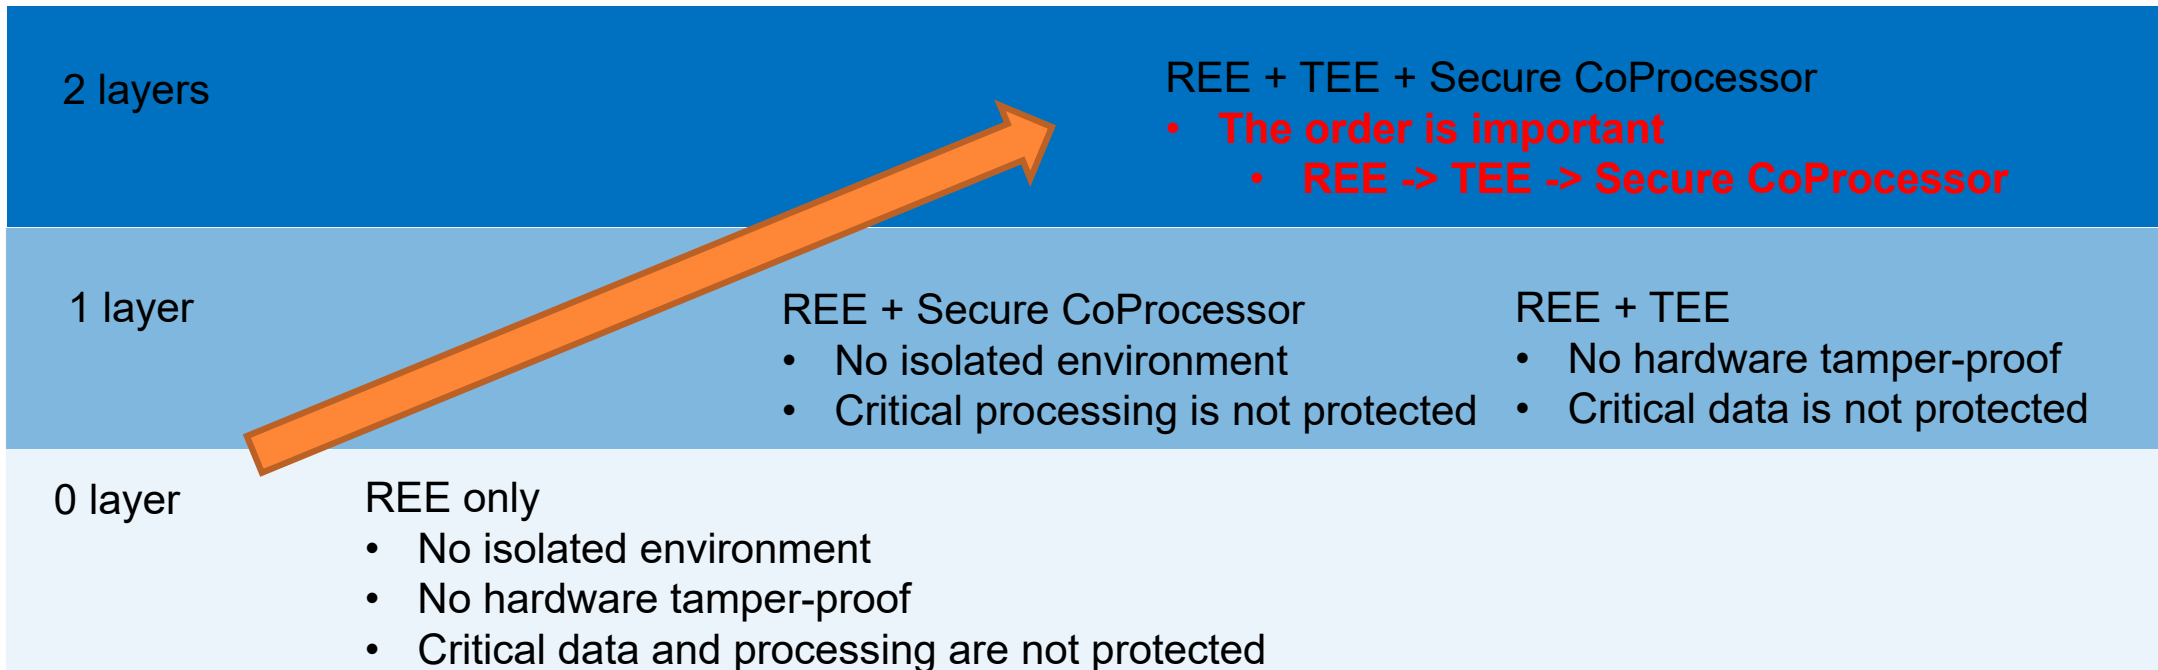 2 layers
REE + TEE + Secure CoProcessor
• The order is important
• REE -> TEE -> Secure CoProcessor
1 layer
REE + Secure CoProcessor
• No isolated environment
• Critical processing is not protected
REE + TEE
• No hardware tamper-proof
• Critical data is not protected
0 layer
REE only
• No isolated environment
• No hardware tamper-proof
• Critical data and processing are not protected